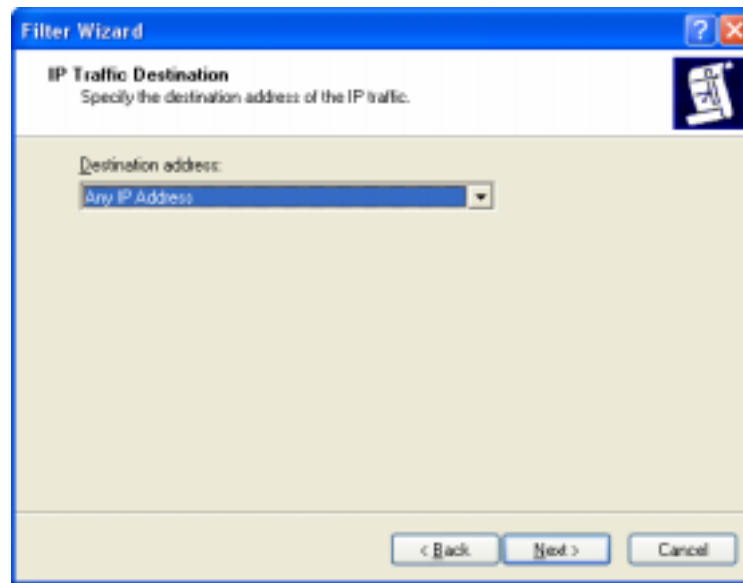 Filter Wizard
IP Traffic Destination
Specify the destination address of the IP traffic.
Destination address:
Any IP Address
< Back
Next >
Cancel